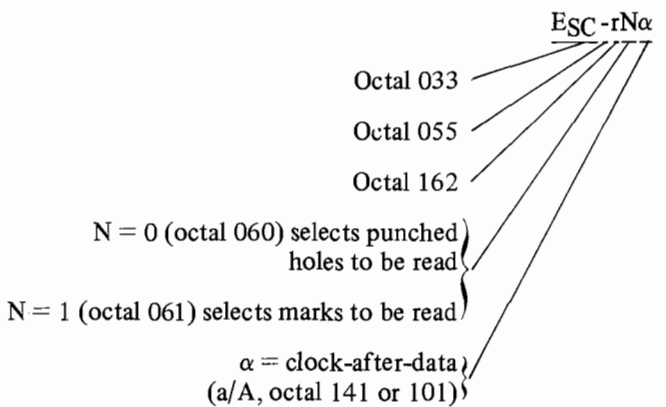 ESC-rNα
Octal 033
Octal 055
Octal 162
N = 0 (octal 060) selects punched
holes to be read
N = 1 (octal 061) selects marks to be read
α = clock-after-data
(a/A, octal 141 or 101)